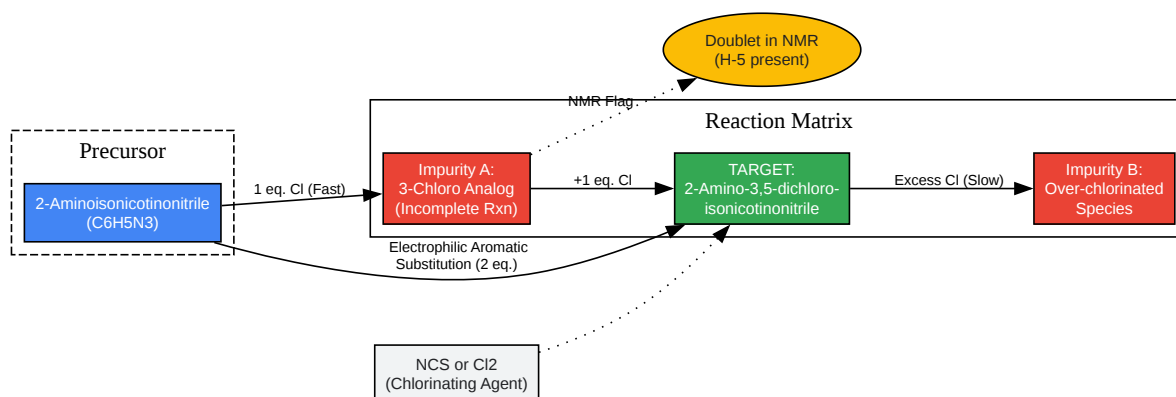 Doublet in NMR
(H-5 present)
NMR Flag
Reaction Matrix
Precursor
2-Aminoisonicotinonitrile
(C6H5N3)
1 eq. Cl (Fast)
Impurity A:
3-Chloro Analog
(Incomplete Rxn)
+1 eq. Cl
TARGET:
2-Amino-3,5-dichloro-
isonicotinonitrile
Excess Cl (Slow)
Impurity B:
Over-chlorinated
Species
Electrophilic Aromatic
Substitution (2 eq.)
NCS or Cl2
(Chlorinating Agent)